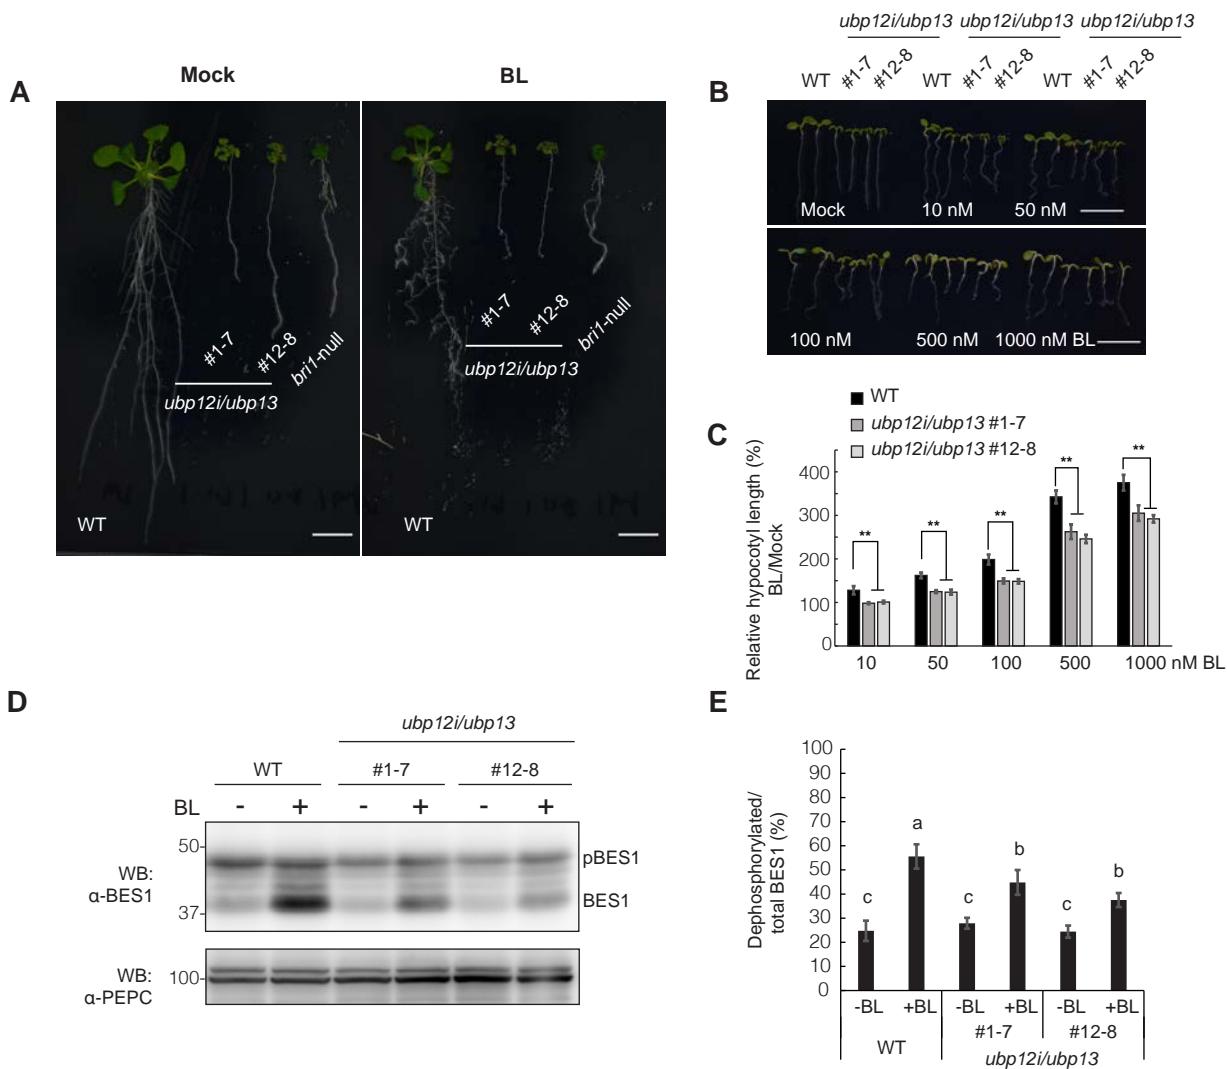 A
Mock
BL
#1-7
#12-8
bri1-null
ubp12i/ubp13
WT
#1-7
#12-8
bri1-null
ubp12i/ubp13
WT
B
ubp12i/ubp13 ubp12i/ubp13 ubp12i/ubp13
WT #1-7 #12-8 WT #1-7 #12-8 WT #1-7 #12-8
Mock 10 nM 50 nM
100 nM 500 nM 1000 nM BL
C
WT
ubp12i/ubp13 #1-7
ubp12i/ubp13 #12-8
Relative hypocotyl length (%)
BL/Mock
400
300
200
100
0
** ** ** ** **
10 50 100 500 1000 nM BL
D
ubp12i/ubp13
WT #1-7 #12-8
BL - + - + - +
50-
37-
WB:
α-BES1
pBES1
BES1
WB:
α-PEPC
100-
E
Dephosphorylated/
total BES1 (%)
100
90
80
70
60
50
40
30
20
10
0
c a c b c b
-BL +BL -BL +BL -BL +BL
#1-7 #12-8
WT
ubp12i/ubp13